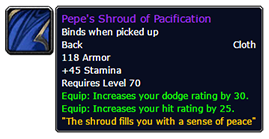 Pepe's Shroud of Pacification
Binds when picked up
Back Cloth
118 Armor
+45 Stamina
Requires Level 70
Equip: Increases your dodge rating by 30.
Equip: Increases your hit rating by 25.
"The shroud fills you with a sense of peace"